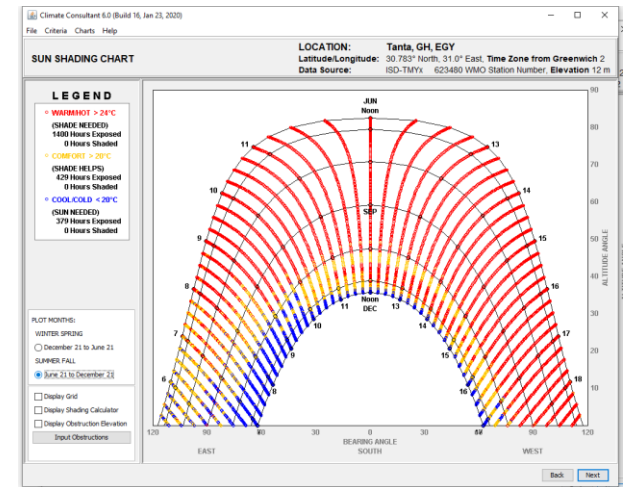 Climate Consultant 6.0 (Build 16, Jan 23, 2020)
File Criteria Charts Help
SUN SHADING CHART
LOCATION: Tanta, GH, EGY
Latitude/Longitude: 30.783° North, 31.0° East, Time Zone from Greenwich 2
Data Source: ISD-TMYx 623480 WMO Station Number, Elevation 12 m
LEGEND
WARM/HOT > 24°C
(SHADE NEEDED)
1400 Hours Exposed
0 Hours Shaded
COMFORT > 20°C
(SHADE HELPS)
429 Hours Exposed
0 Hours Shaded
COOL/COLD < 20°C
(SUN NEEDED)
379 Hours Exposed
0 Hours Shaded
PLOT MONTHS:
WINTER SPRING
December 21 to June 21
SUMMER FALL
June 21 to December 21
Display Grid
Display Shading Calculator
Display Obstruction Elevation
Input Obstructions
JUN
Noon
11 13
10 14
9 15
8 16
7 17
6 18
SEP
Noon
DEC
11 13
10 14
9 15
8 16
90
80
70
60
50
40
30
20
10
ALTITUDE ANGLE
120 90 60 30 0 30 60 90 120
BEARING ANGLE
EAST SOUTH WEST
Back Next